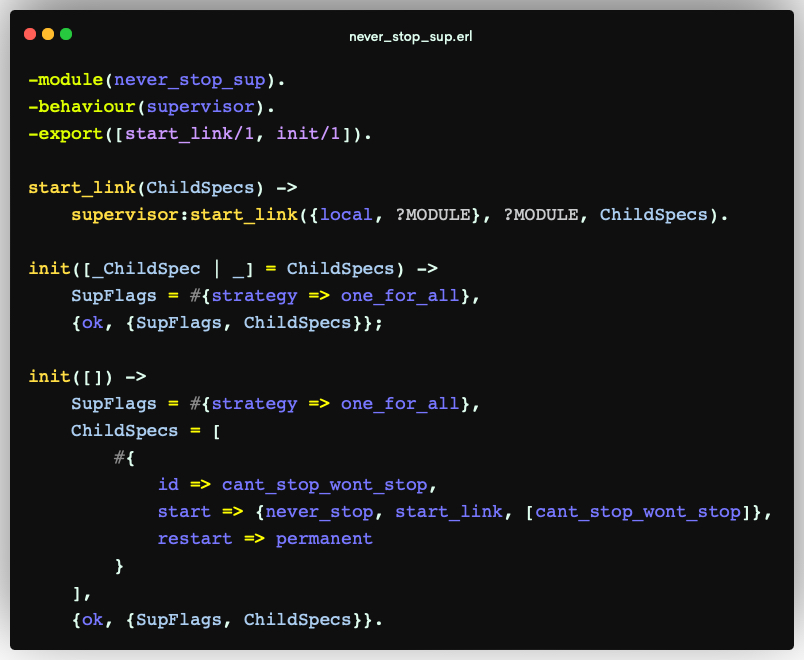 never_stop_sup.erl
-module(never_stop_sup).
-behaviour(supervisor).
-export([start_link/1, init/1]).
start_link(ChildSpecs) ->
    supervisor:start_link({local, ?MODULE}, ?MODULE, ChildSpecs).
init([_ChildSpec | _] = ChildSpecs) ->
    SupFlags = #{strategy => one_for_all},
    {ok, {SupFlags, ChildSpecs}};
init([]) ->
    SupFlags = #{strategy => one_for_all},
    ChildSpecs = [
        #{
            id => cant_stop_wont_stop,
            start => {never_stop, start_link, [cant_stop_wont_stop]},
            restart => permanent
        }
    ],
    {ok, {SupFlags, ChildSpecs}}.